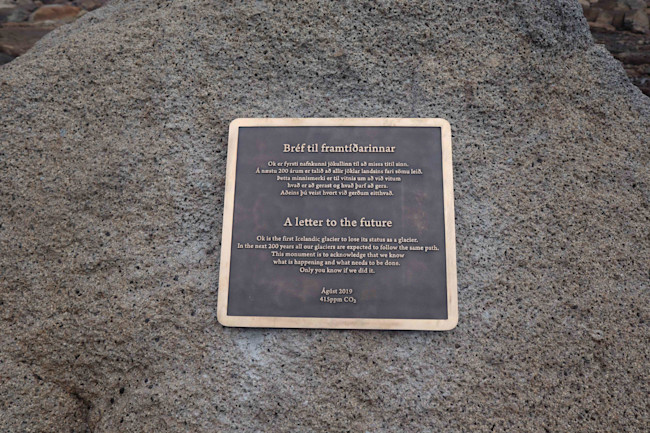 Bréf til framtíðarinnar
Ok er fyrsti nafnkunni jökullinn til að missa titil sinn.
Á næstu 200 árum er talið að allir jöklar landsins fari sömu leið.
Þetta minnismerki er til vitnis um að við vitum
hvað er að gerast og hvað þarf að gera.
Aðeins þú veist hvort við gerðum eitthvað.
A letter to the future
Ok is the first Icelandic glacier to lose its status as a glacier.
In the next 200 years all our glaciers are expected to follow the same path.
This monument is to acknowledge that we know
what is happening and what needs to be done.
Only you know if we did it.
Ágúst 2019
415ppm CO₂